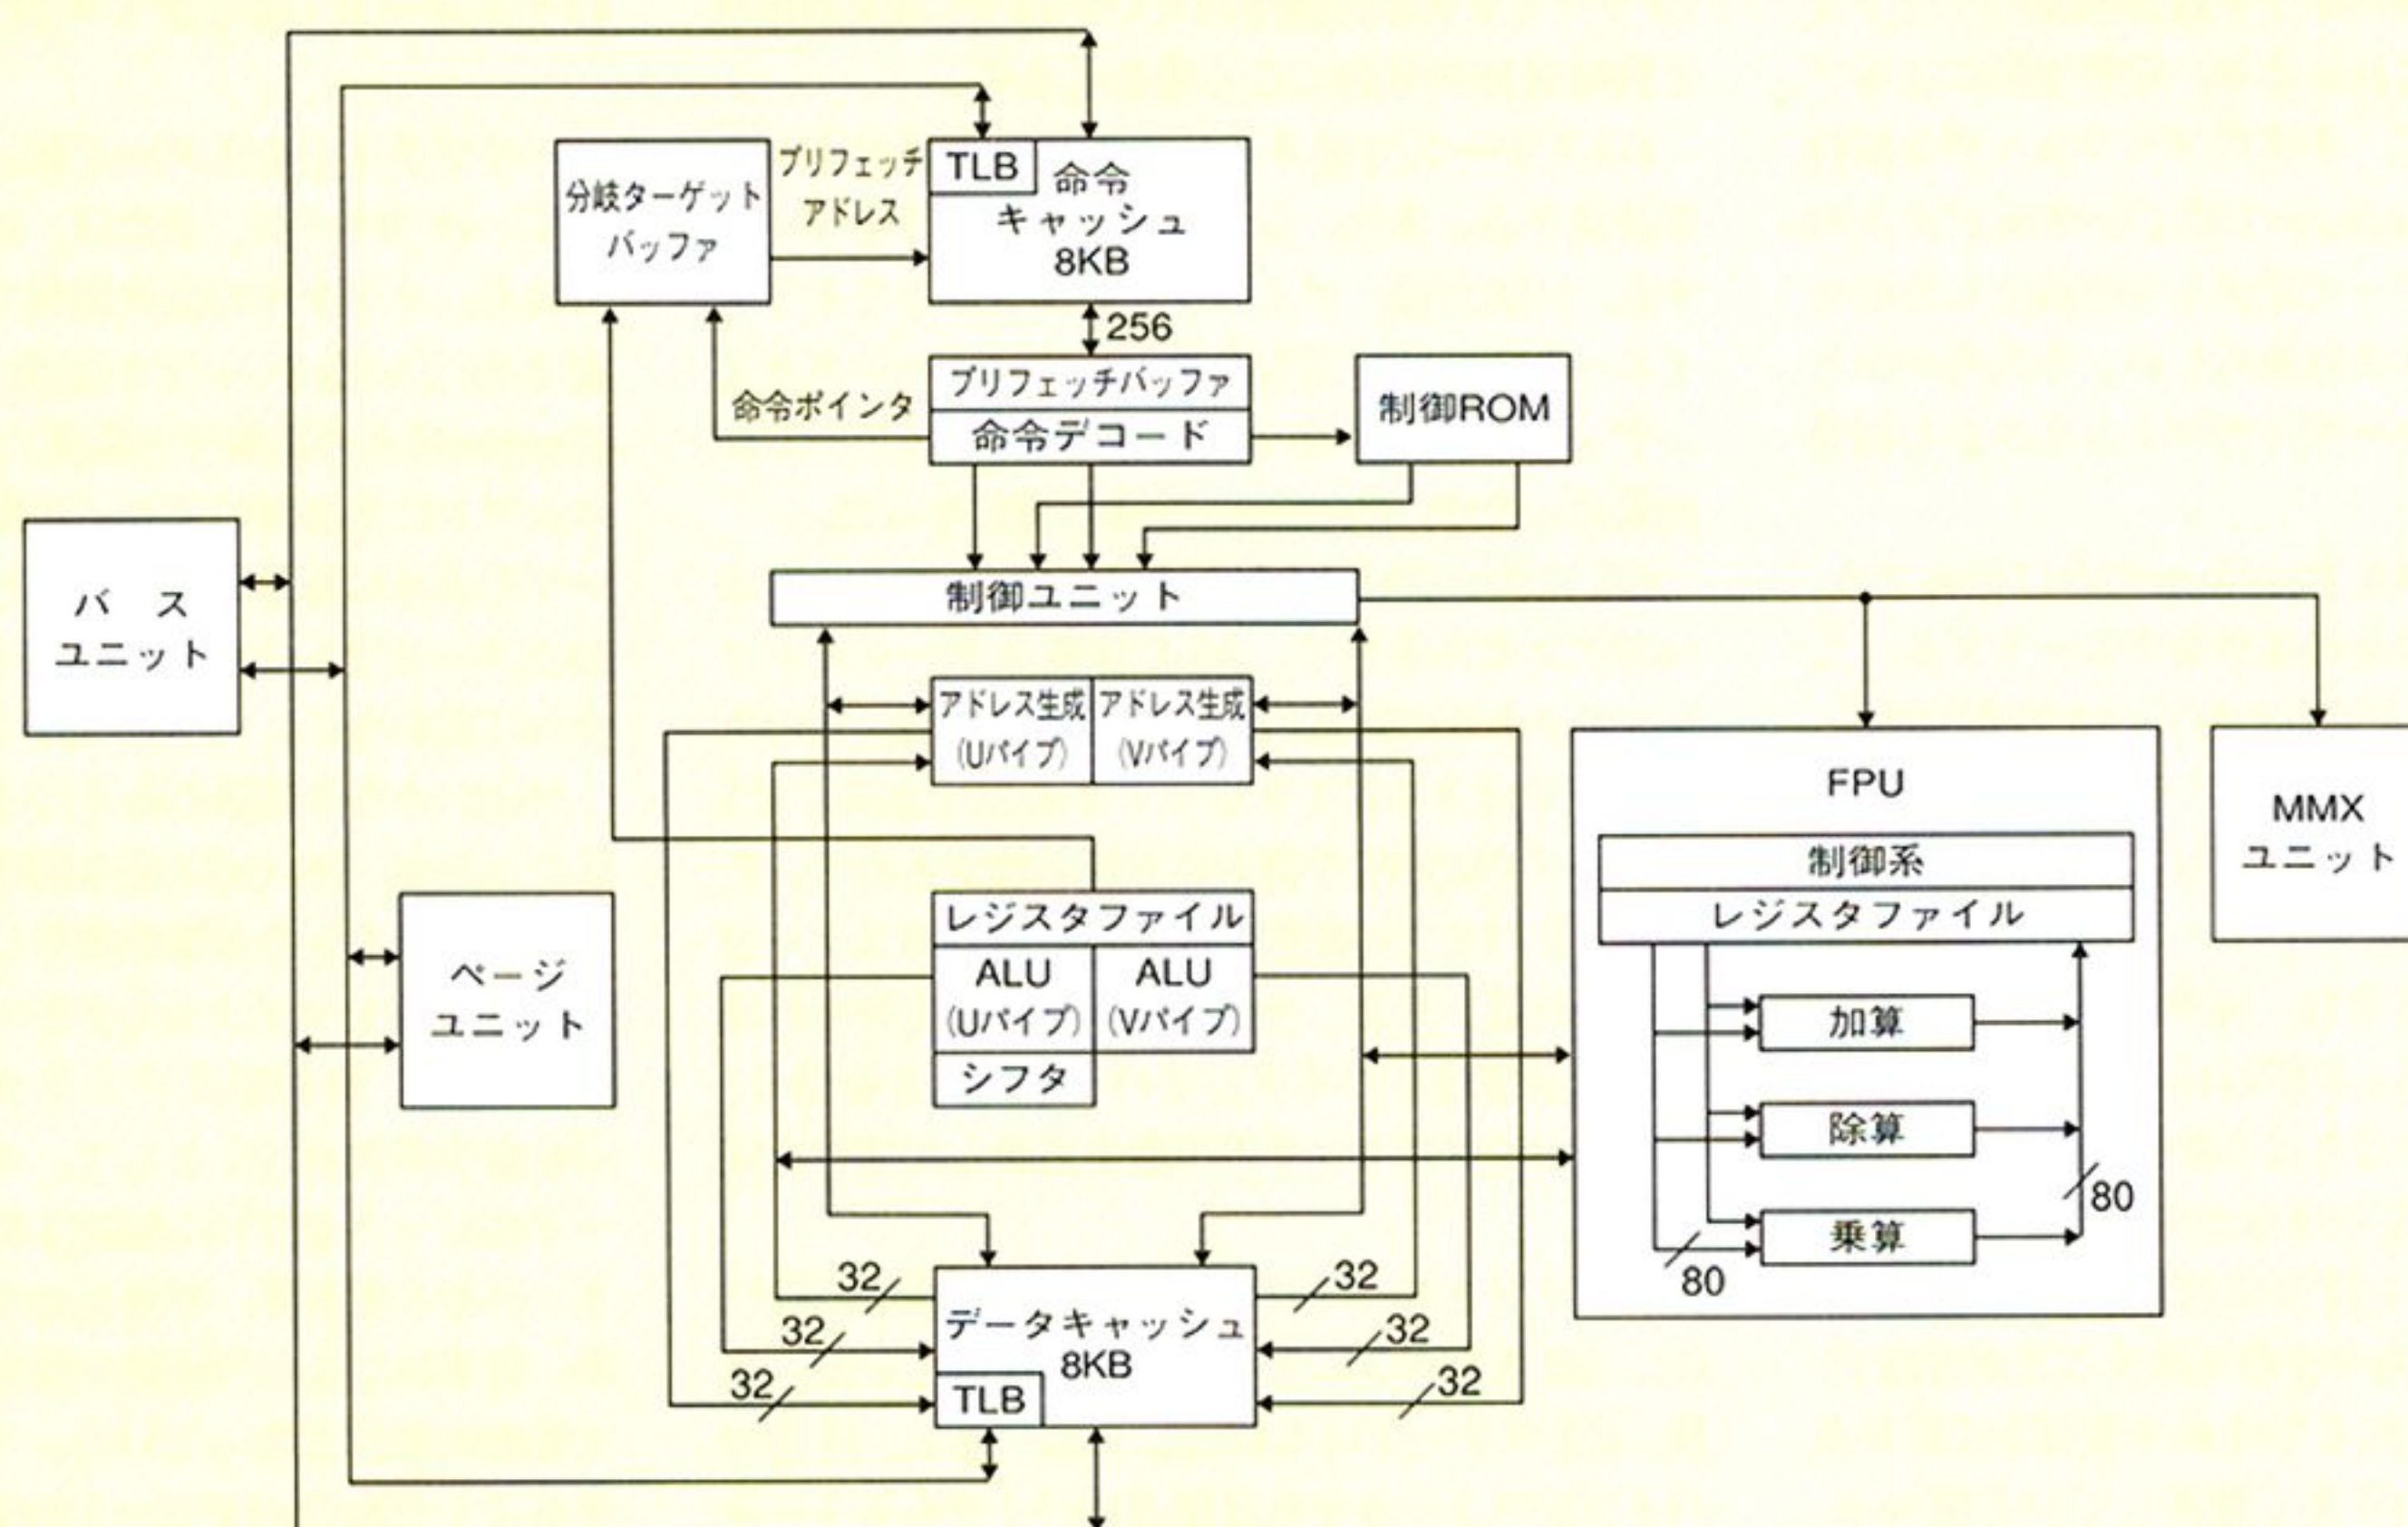 分岐ターゲット
バッファ
プリフェッチ
アドレス
TLB
命令
キャッシュ
8KB
256
プリフェッチバッファ
命令デコード
命令ポインタ
制御ROM
バ　ス
ユニット
制御ユニット
アドレス生成
(Uパイプ)
アドレス生成
(Vパイプ)
FPU
制御系
レジスタファイル
加算
除算
乗算
80
80
MMX
ユニット
ページ
ユニット
レジスタファイル
ALU
(Uパイプ)
ALU
(Vパイプ)
シフタ
32
32
32
データキャッシュ
8KB
TLB
32
32
32